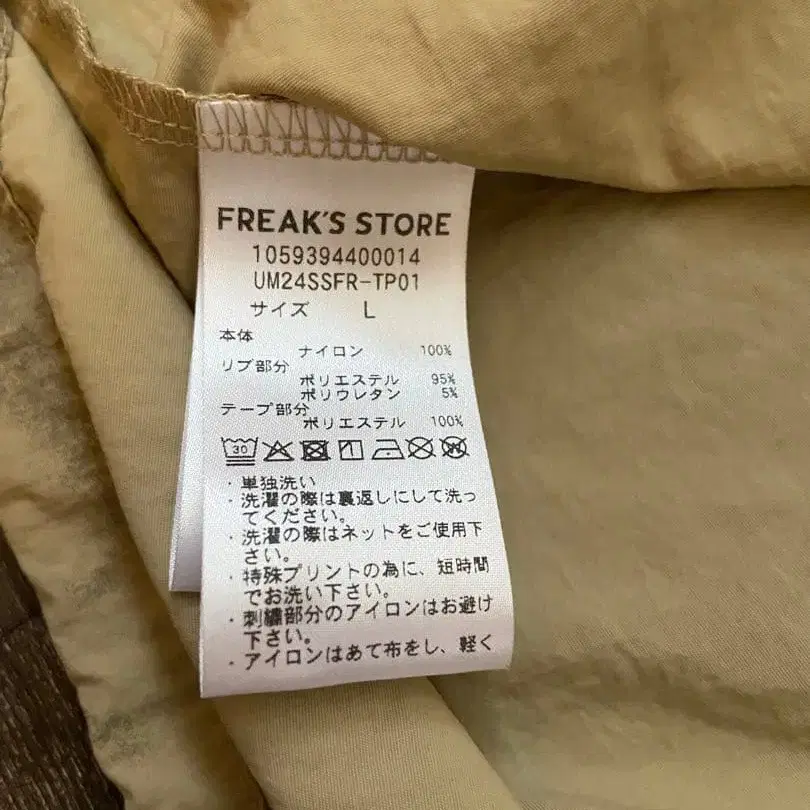 FREAK'S STORE
1059394400014
UM24SSFR-TP01
サイズ L
本体
ナイロン 100%
リブ部分
ポリエステル 95%
ポリウレタン 5%
テープ部分
ポリエステル 100%
30
・単独洗い
・洗濯の際は裏返しにして洗っ
てください。
・洗濯の際はネットをご使用下
さい。
・特殊プリントの為に、短時間
でお洗い下さい。
・刺繍部分のアイロンはお避け
下さい。
・アイロンはあて布をし、軽く